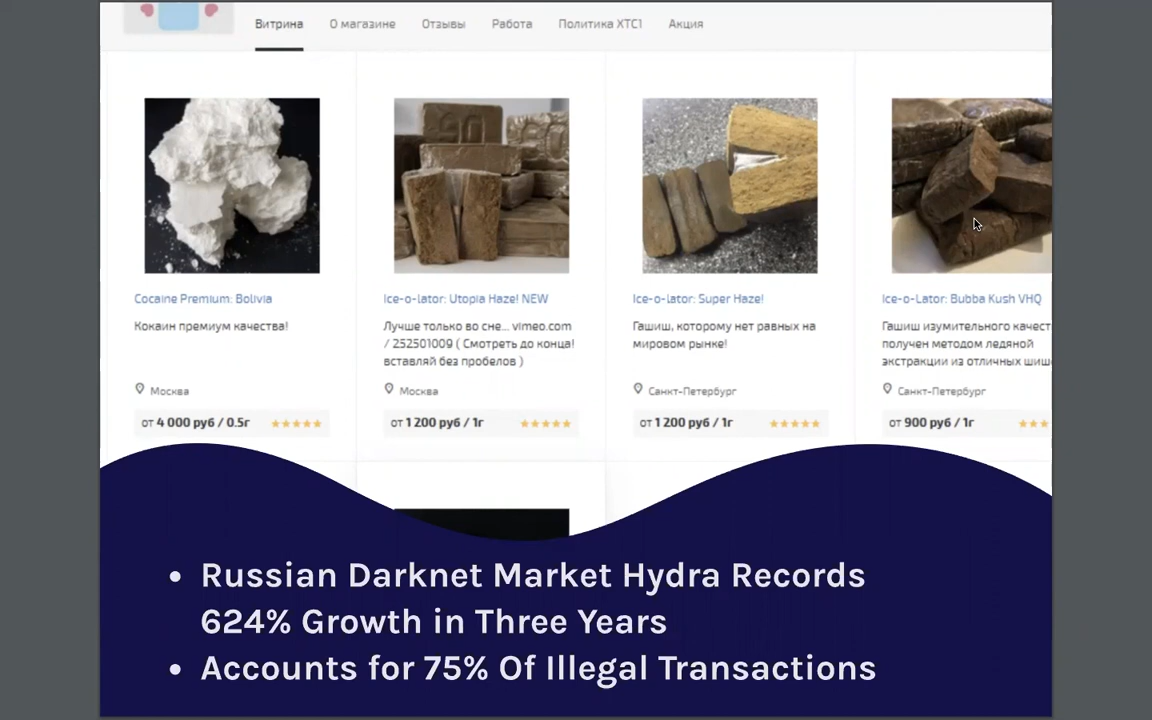 Витрина О магазине Отзывы Работа Политика XTC1 Акция
Cocaine Premium: Bolivia
Кокаин премиум качества!
Москва
от 4 000 руб / 0.5г
Ice-o-lator: Utopia Haze! NEW
Лучше только во сне... vimeo.com
/ 252501009 ( Смотреть до конца!
вставляй без пробелов )
Москва
от 1 200 руб / 1г
Ice-o-lator: Super Haze!
Гашиш, которому нет равных на
мировом рынке!
Санкт-Петербург
от 1 200 руб / 1г
Ice-o-Lator: Bubba Kush VHQ
Гашиш изумительного качест
получен методом ледяной
экстракции из отличных шиш
Санкт-Петербург
от 900 руб / 1г
• Russian Darknet Market Hydra Records
624% Growth in Three Years
• Accounts for 75% Of Illegal Transactions